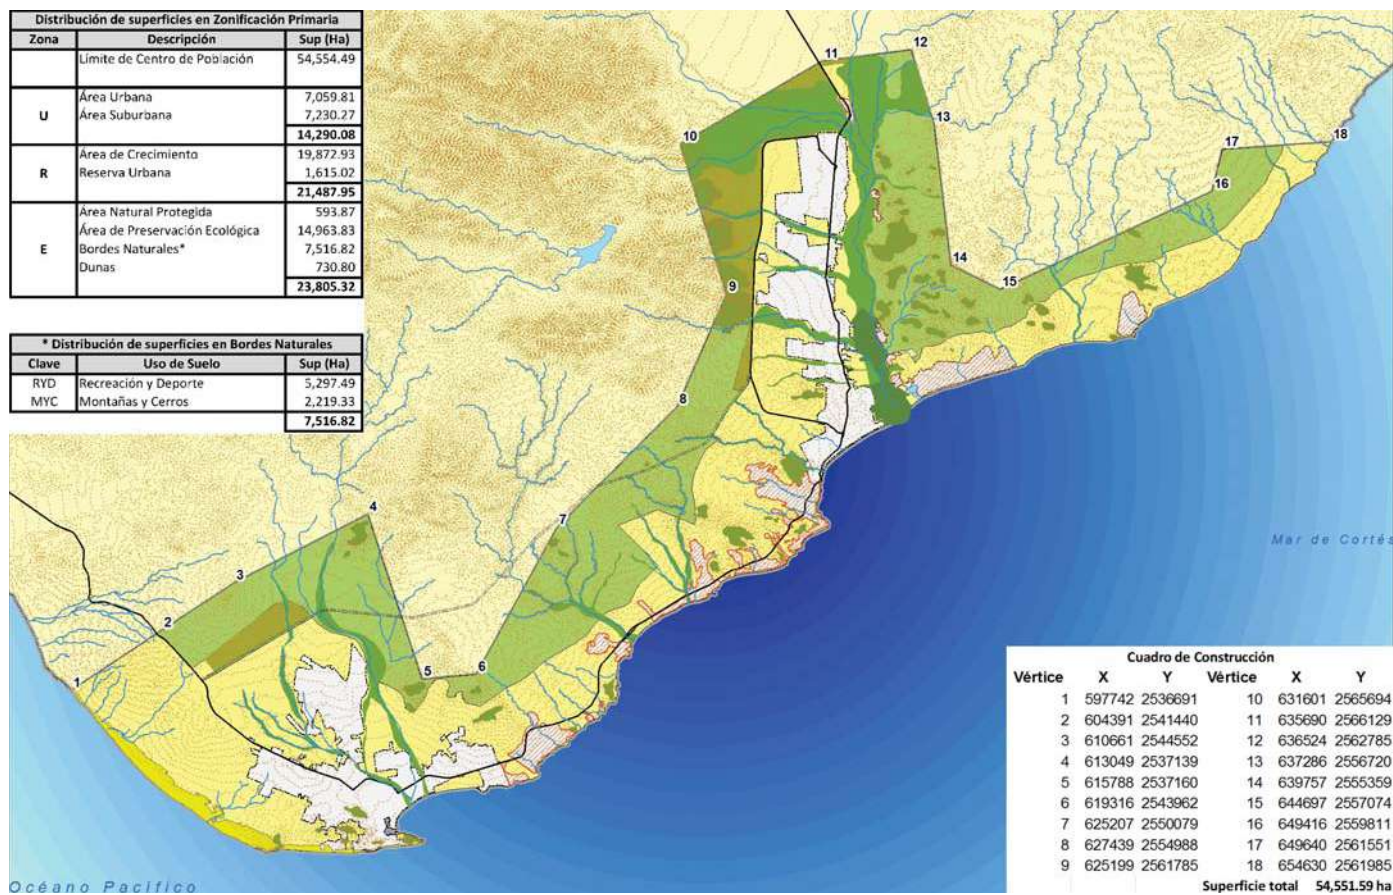 Distribución de superficies en Zonificación Primaria
Zona Descripción Sup (Ha)
Límite de Centro de Población 54,554.49
Área Urbana 7,059.81
U Área Suburbana 7,230.27
14,290.08
Área de Crecimiento 19,872.93
R Reserva Urbana 1,615.02
21,487.95
Área Natural Protegida 593.87
Área de Preservación Ecológica 14,963.83
E Bordes Naturales* 7,516.82
Dunas 730.80
23,805.32
* Distribución de superficies en Bordes Naturales
Clave Uso de Suelo Sup (Ha)
RYD Recreación y Deporte 5,297.49
MYC Montañas y Cerros 2,219.33
7,516.82
12
11
13
10
18
17
16
14
15
9
8
4
7
3
2
6
5
1
Mar de Cortés
Océano Pacífico
Cuadro de Construcción
Vértice X Y Vértice X Y
1 597742 2536691 10 631601 2565694
2 604391 2541440 11 635690 2566129
3 610661 2544552 12 636524 2562785
4 613049 2537139 13 637286 2556720
5 615788 2537160 14 639757 2555359
6 619316 2543962 15 644697 2557074
7 625207 2550079 16 649416 2559811
8 627439 2554988 17 649640 2561551
9 625199 2561785 18 654630 2561985
Superficie total 54,551.59 ha